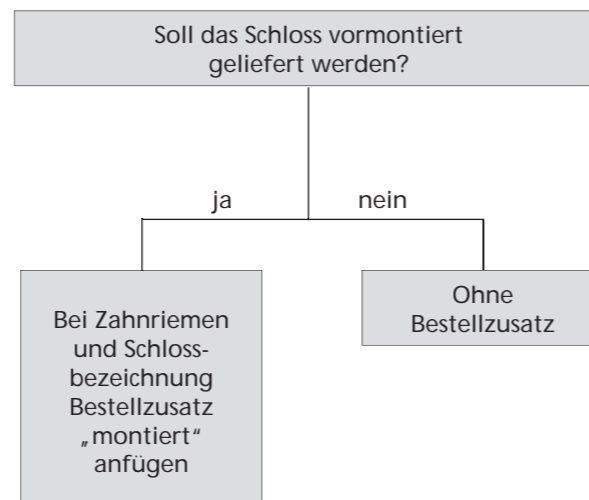 Soll das Schloss vormontiert
geliefert werden?
ja
nein
Bei Zahnriemen
und Schloss-
bezeichnung
Bestellzusatz
„montiert“
anfügen
Ohne
Bestellzusatz